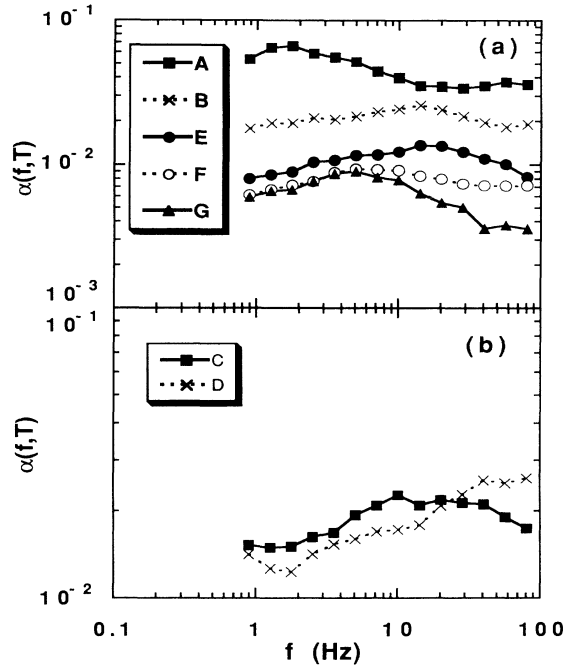 10⁻¹
(a)
A
B
E
F
G
α(f,T)
10⁻²
10⁻³
10⁻¹
(b)
C
D
α(f,T)
10⁻²
0.1 1 10 100
f (Hz)